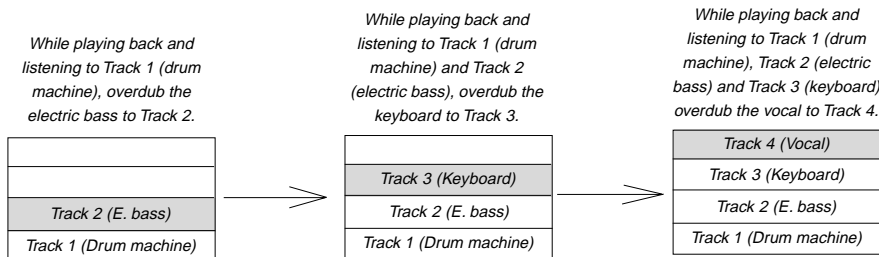 While playing back and
listening to Track 1 (drum
machine), overdub the
electric bass to Track 2.
Track 2 (E. bass)
Track 1 (Drum machine)
While playing back and
listening to Track 1 (drum
machine) and Track 2
(electric bass), overdub the
keyboard to Track 3.
Track 3 (Keyboard)
Track 2 (E. bass)
Track 1 (Drum machine)
While playing back and
listening to Track 1 (drum
machine), Track 2 (electric
bass) and Track 3 (keyboard)
overdub the vocal to Track 4.
Track 4 (Vocal)
Track 3 (Keyboard)
Track 2 (E. bass)
Track 1 (Drum machine)